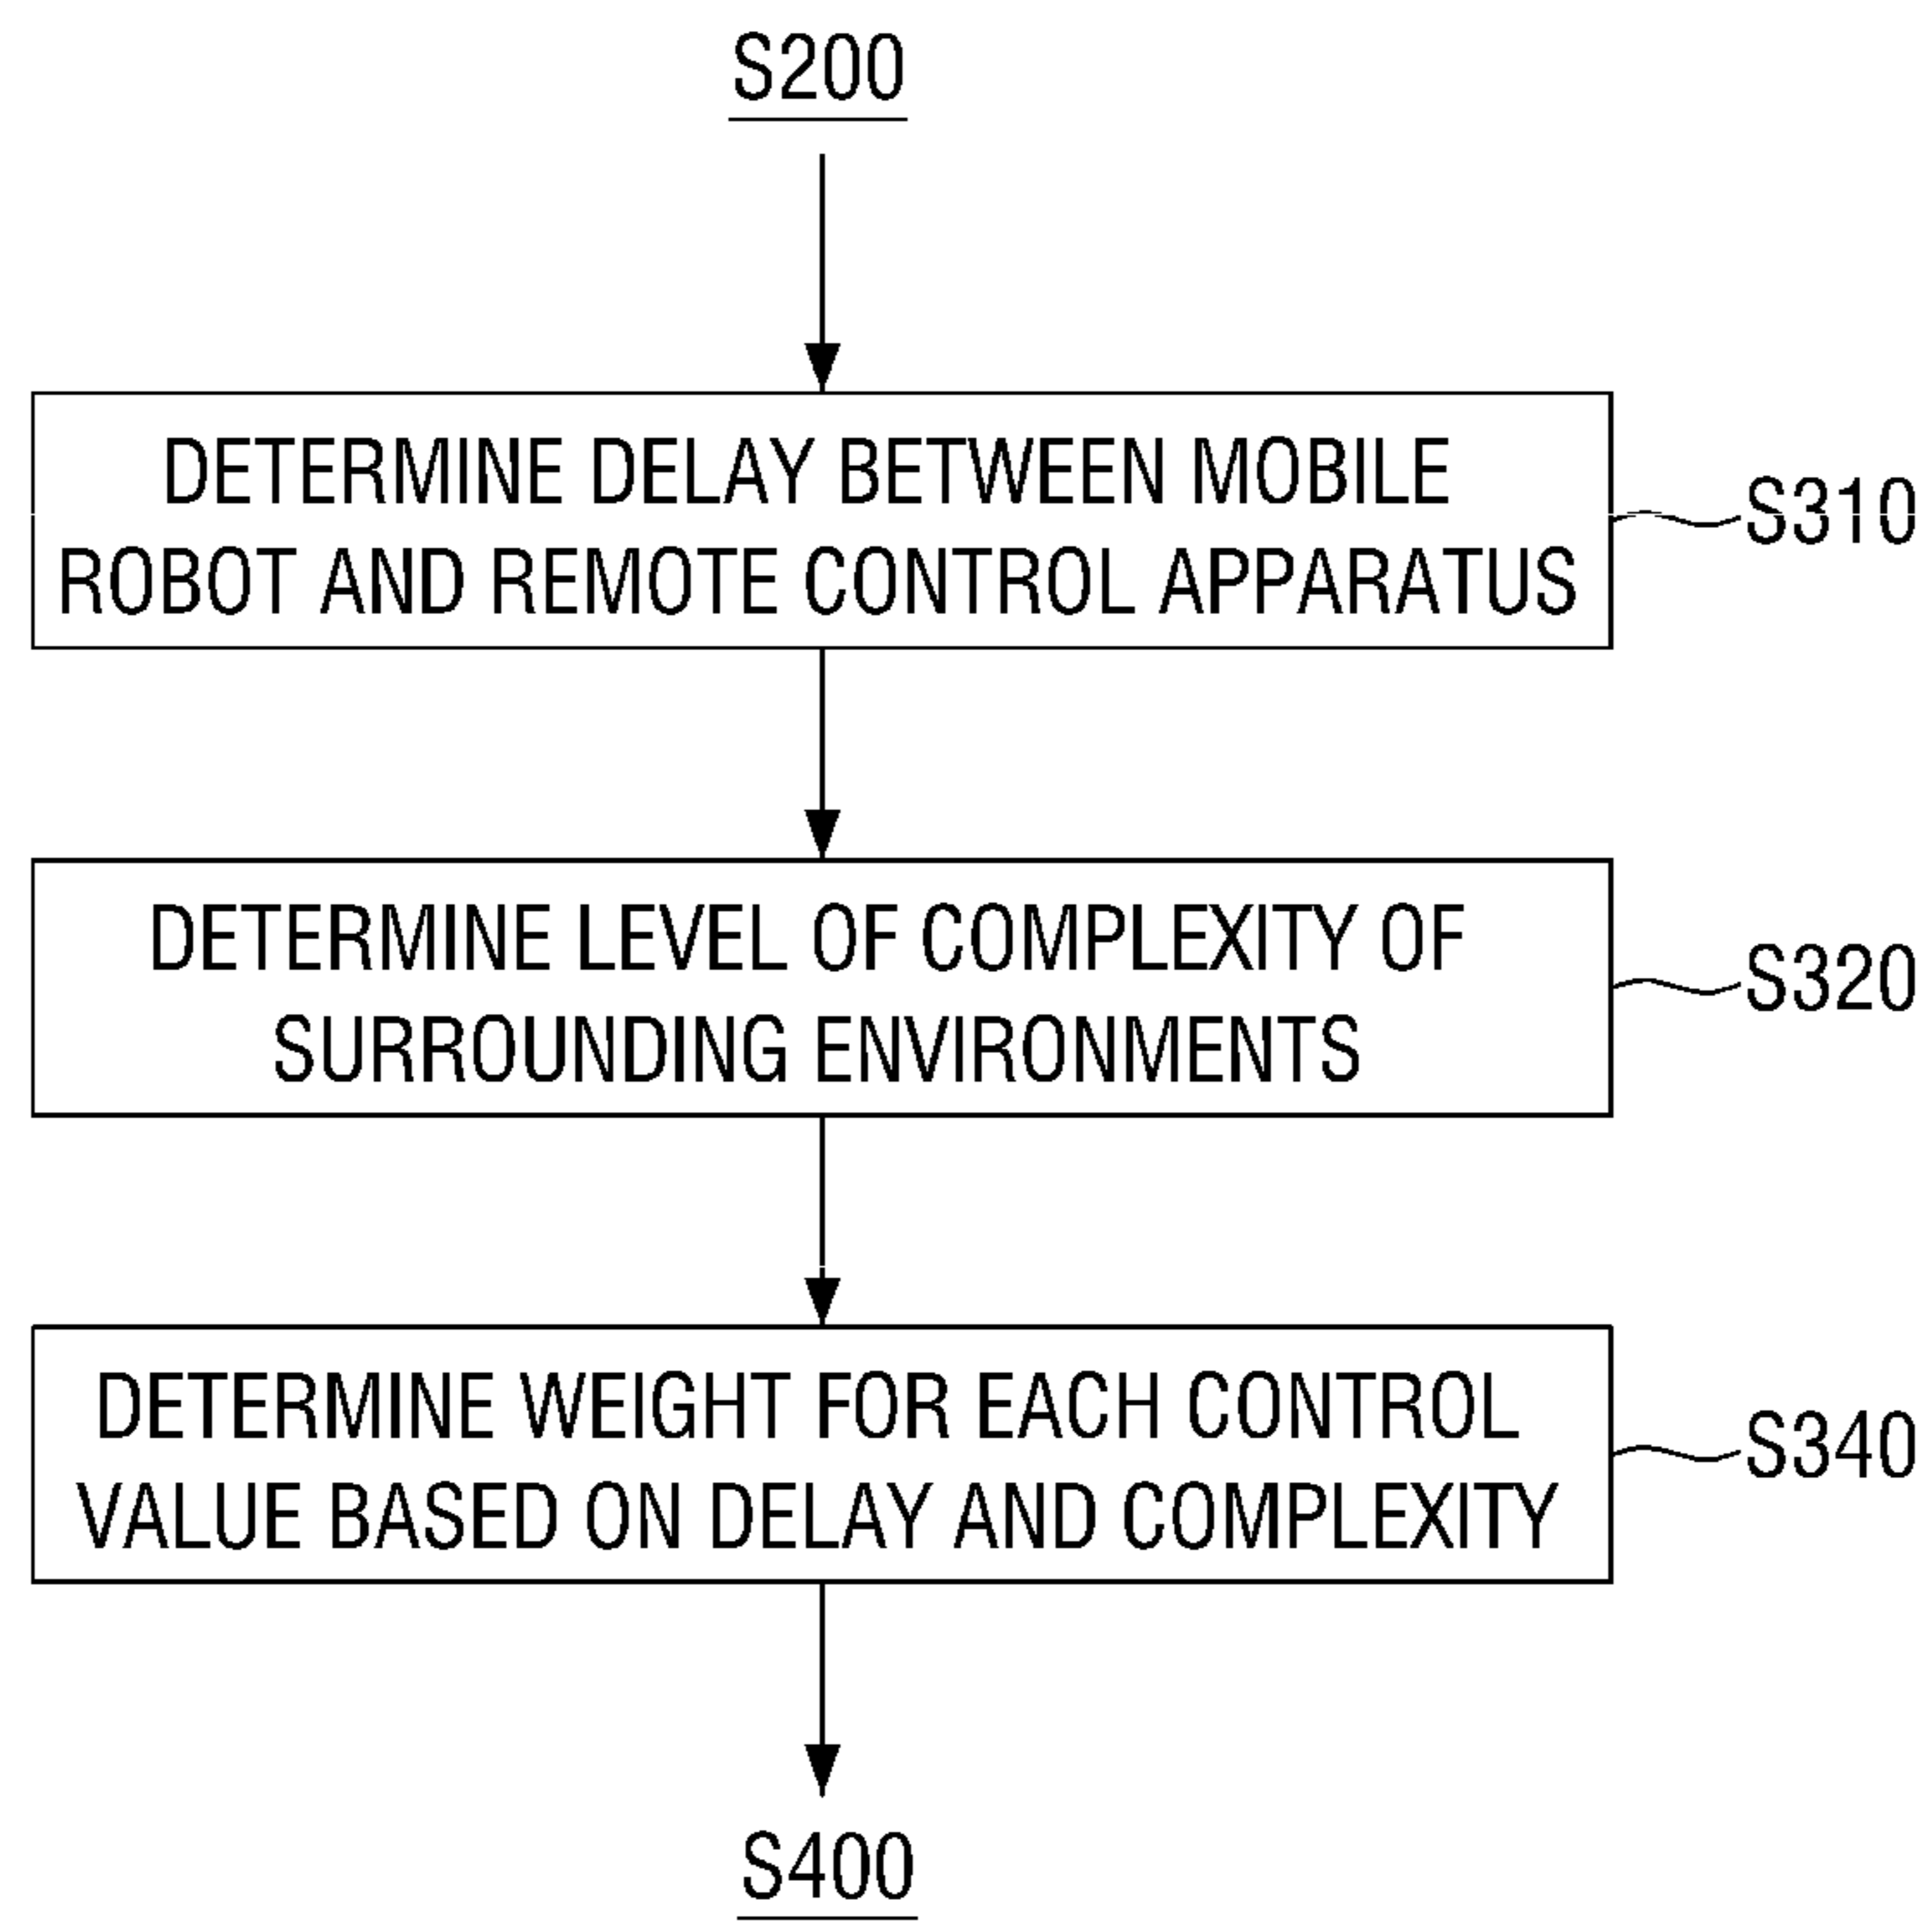 S200
DETERMINE DELAY BETWEEN MOBILE
ROBOT AND REMOTE CONTROL APPARATUS
S310
DETERMINE LEVEL OF COMPLEXITY OF
SURROUNDING ENVIRONMENTS
S320
DETERMINE WEIGHT FOR EACH CONTROL
VALUE BASED ON DELAY AND COMPLEXITY
S340
S400